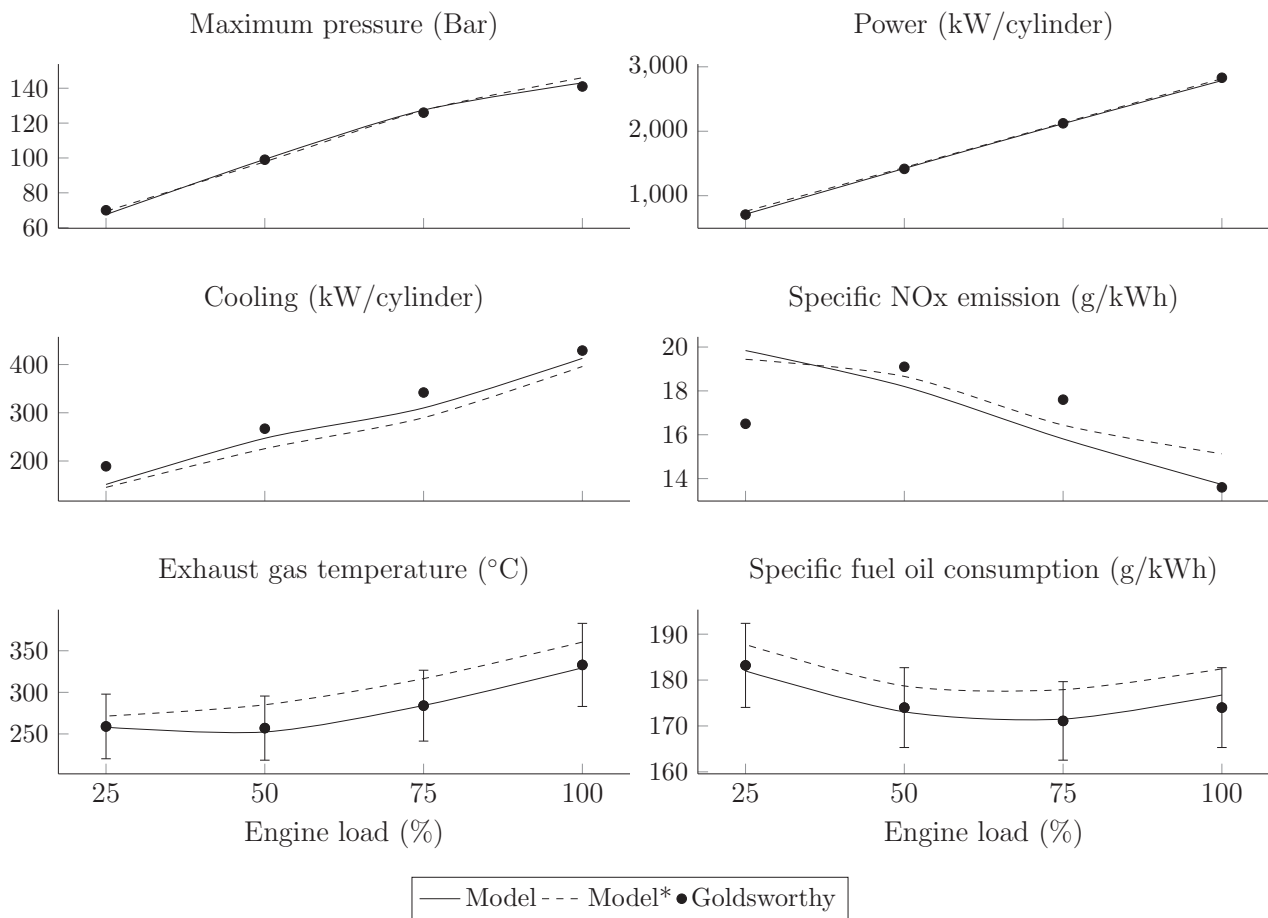 Maximum pressure (Bar)
140
120
100
80
60
Power (kW/cylinder)
3,000
2,000
1,000
Cooling (kW/cylinder)
400
300
200
Specific NOx emission (g/kWh)
20
18
16
14
Exhaust gas temperature (°C)
350
300
250
25 50 75 100
Engine load (%)
Specific fuel oil consumption (g/kWh)
190
180
170
160
25 50 75 100
Engine load (%)
Model Model* Goldsworthy